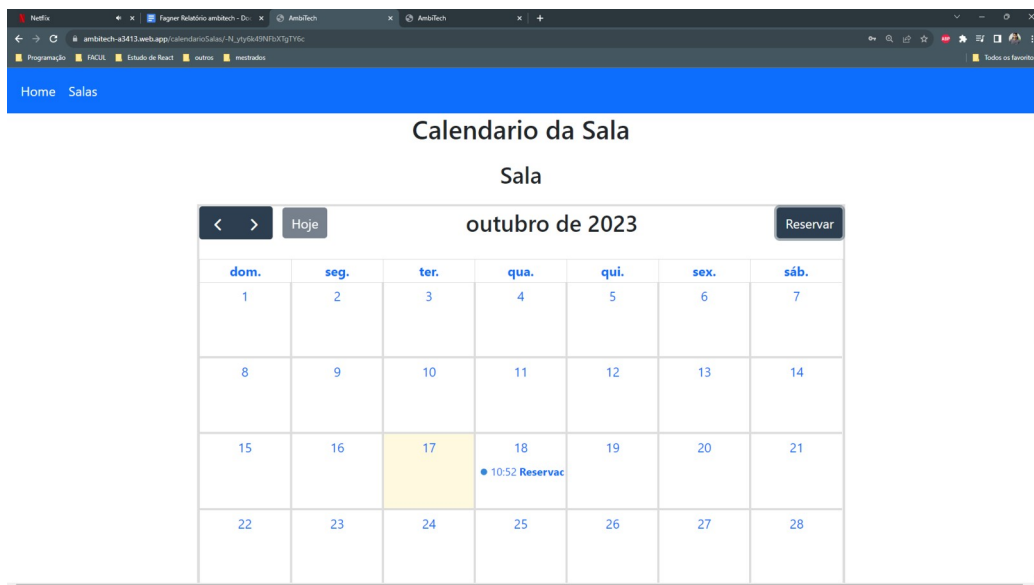 Netflix
Fagner Relatório ambitech - Do
AmbiTech
AmbiTech
ambitech-a3413.web.app/calendarioSalas/-N_yty6k49NFbXTgTY6c
Programação FACUL Estudo de React outros mestrados Todos os favorito
Home Salas
Calendario da Sala
Sala
Hoje outubro de 2023 Reservar
dom. seg. ter. qua. qui. sex. sáb.
1 2 3 4 5 6 7
8 9 10 11 12 13 14
15 16 17 18 19 20 21
10:52 Reservac
22 23 24 25 26 27 28